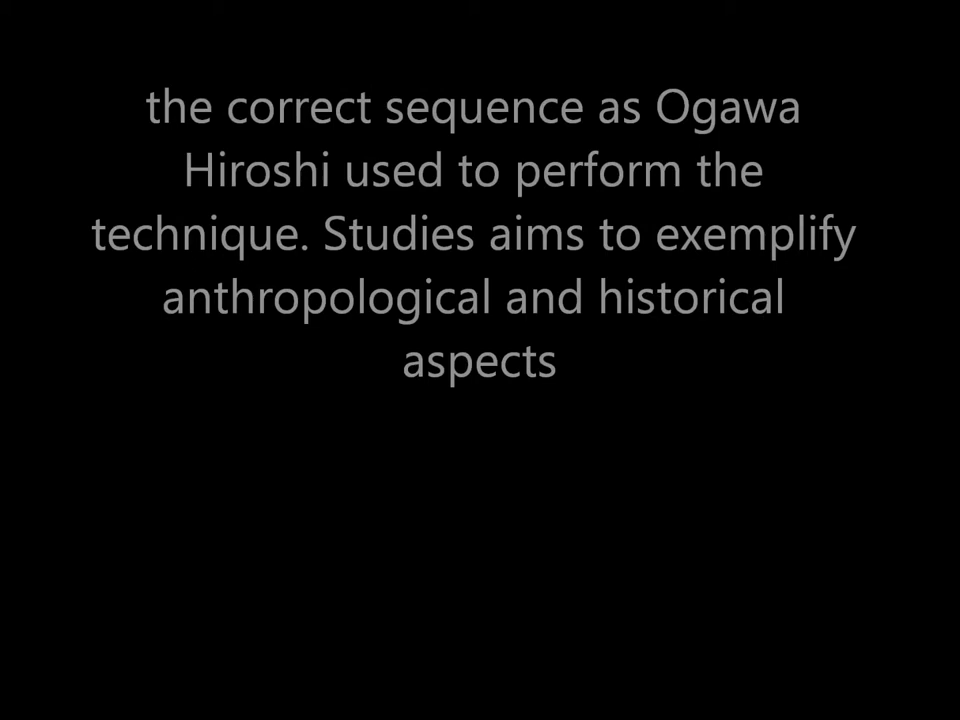 the correct sequence as Ogawa
Hiroshi used to perform the
technique. Studies aims to exemplify
anthropological and historical
aspects